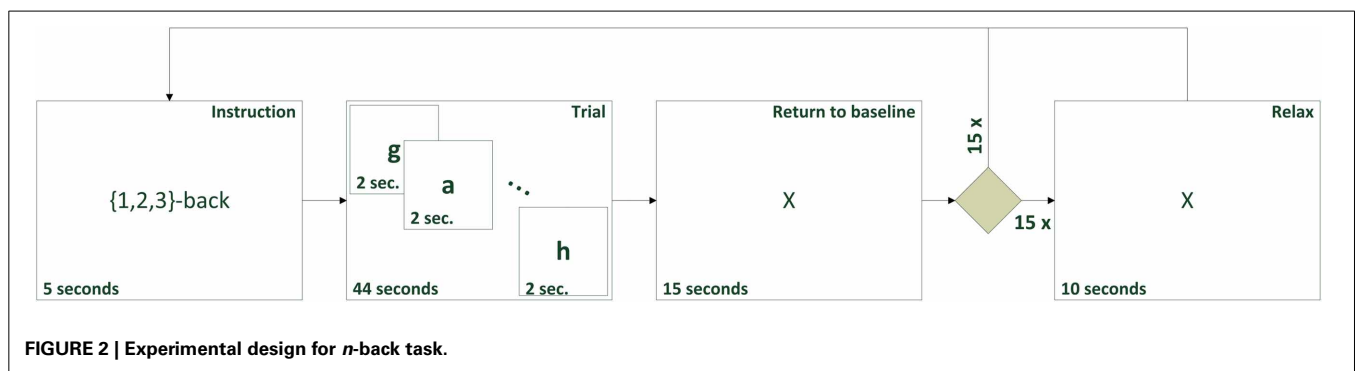 Instruction
{1,2,3}-back
5 seconds
Trial
g
2 sec.
a
2 sec.
⋱
h
2 sec.
44 seconds
Return to baseline
X
15 seconds
15 x
15 x
Relax
X
10 seconds
FIGURE 2 | Experimental design for n-back task.